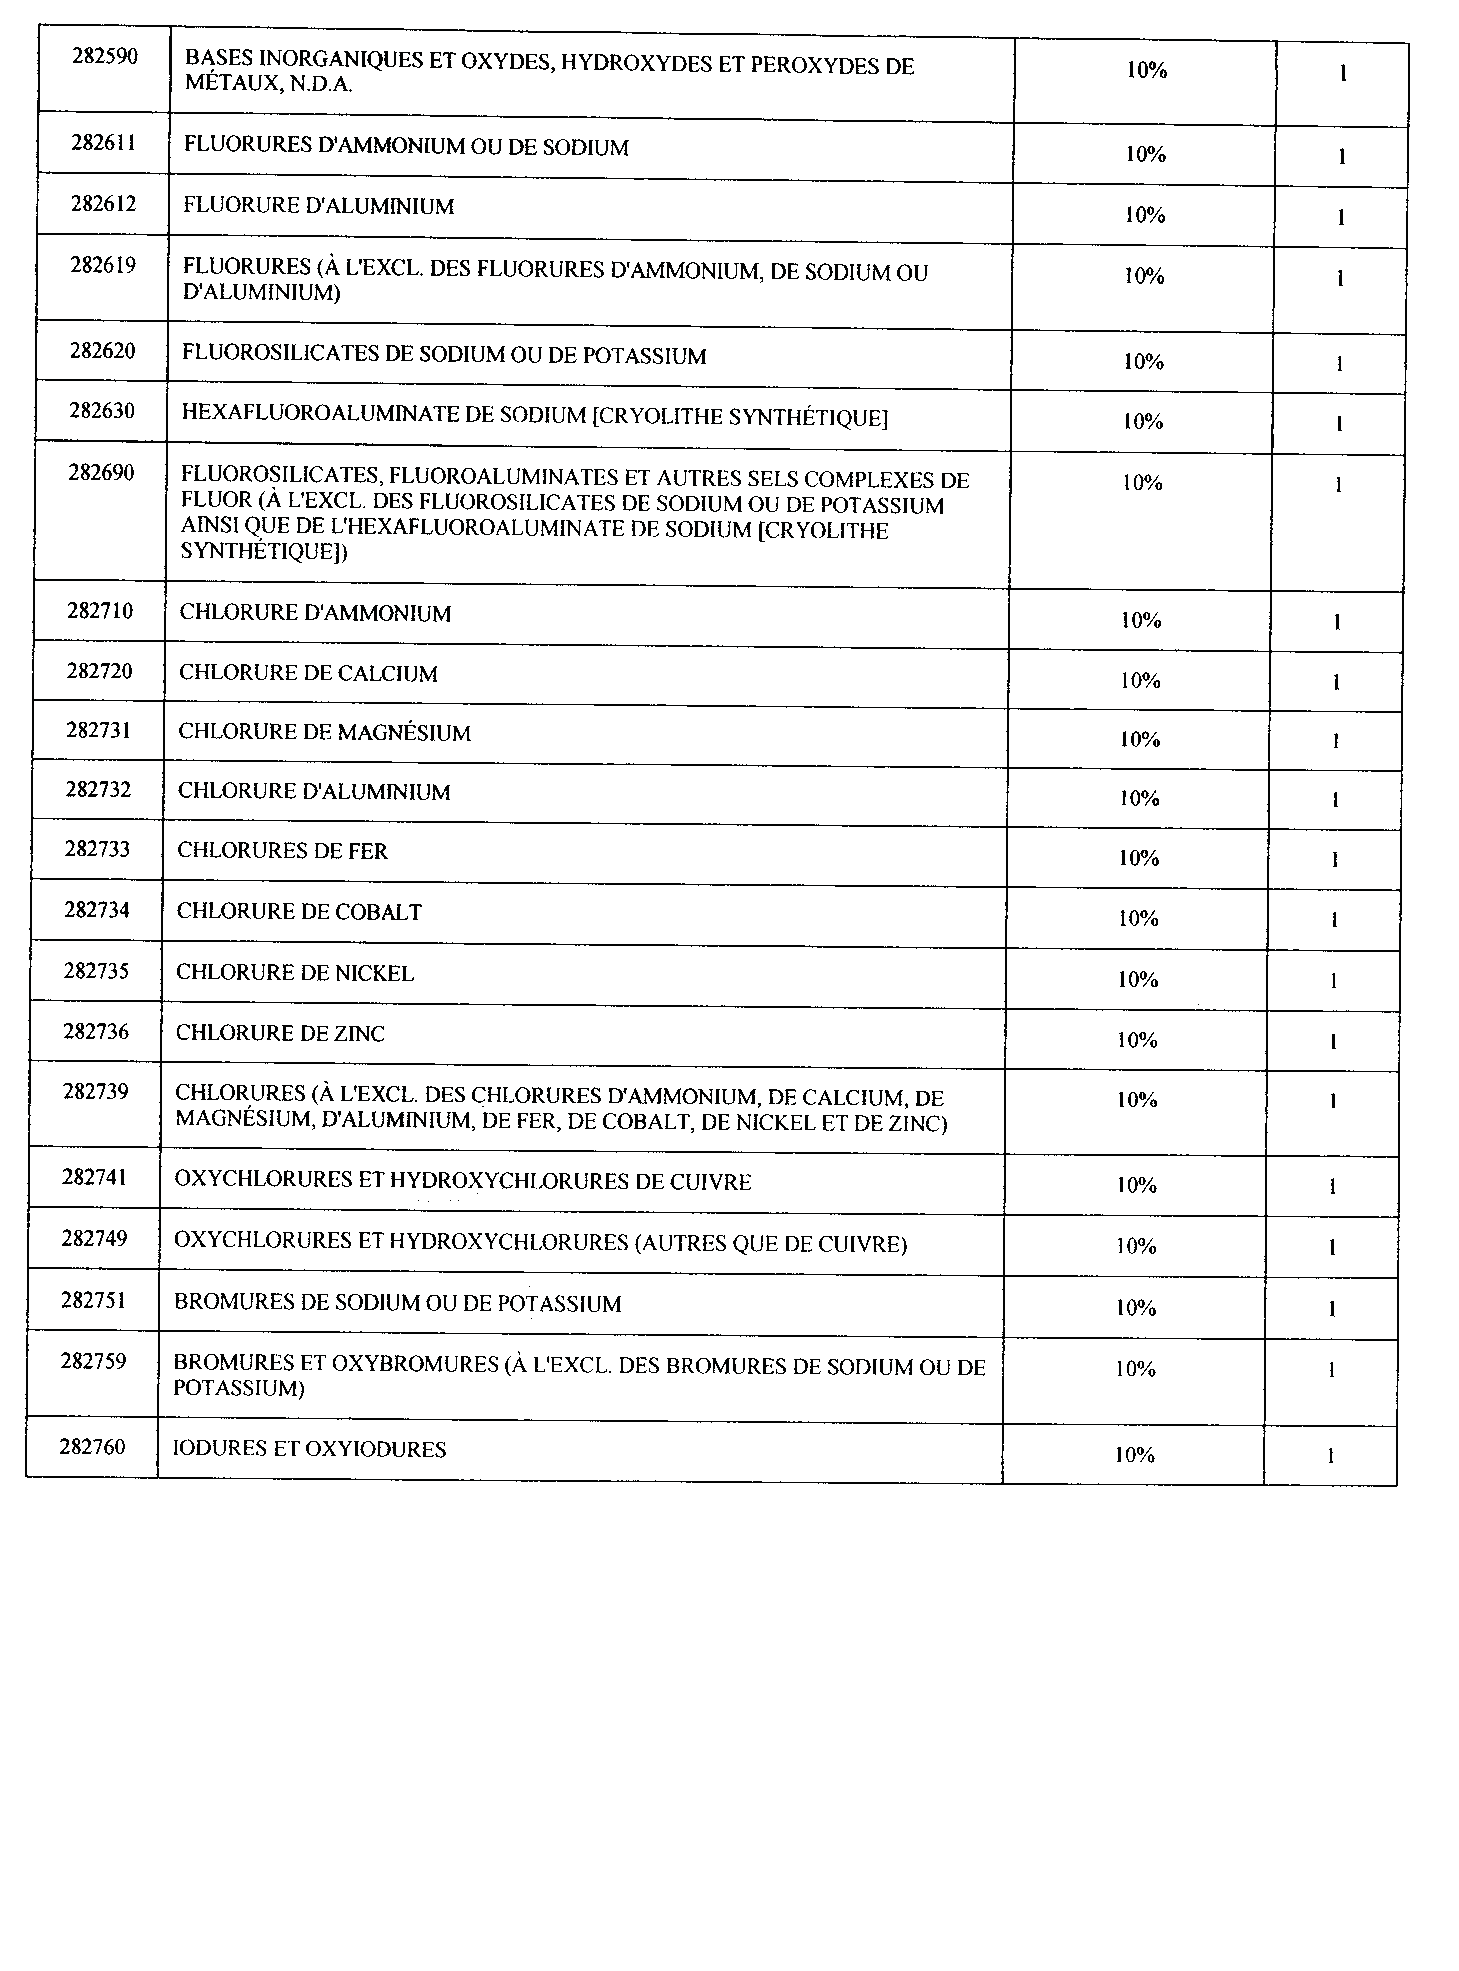 282590 BASES INORGANIQUES ET OXYDES, HYDROXYDES ET PEROXYDES DE 10% 1
MÉTAUX, N.D.A.
282611 FLUORURES D'AMMONIUM OU DE SODIUM 10% 1
282612 FLUORURE D'ALUMINIUM 10% 1
282619 FLUORURES (À L'EXCL. DES FLUORURES D'AMMONIUM, DE SODIUM OU 10% 1
D'ALUMINIUM)
282620 FLUOROSILICATES DE SODIUM OU DE POTASSIUM 10% 1
282630 HEXAFLUOROALUMINATE DE SODIUM [CRYOLITHE SYNTHÉTIQUE] 10% 1
282690 FLUOROSILICATES, FLUOROALUMINATES ET AUTRES SELS COMPLEXES DE 10% 1
FLUOR (À L'EXCL. DES FLUOROSILICATES DE SODIUM OU DE POTASSIUM
AINSI QUE DE L'HEXAFLUOROALUMINATE DE SODIUM [CRYOLITHE
SYNTHÉTIQUE])
282710 CHLORURE D'AMMONIUM 10% 1
282720 CHLORURE DE CALCIUM 10% 1
282731 CHLORURE DE MAGNÉSIUM 10% 1
282732 CHLORURE D'ALUMINIUM 10% 1
282733 CHLORURES DE FER 10% 1
282734 CHLORURE DE COBALT 10% 1
282735 CHLORURE DE NICKEL 10% 1
282736 CHLORURE DE ZINC 10% 1
282739 CHLORURES (À L'EXCL. DES CHLORURES D'AMMONIUM, DE CALCIUM, DE 10% 1
MAGNÉSIUM, D'ALUMINIUM, DE FER, DE COBALT, DE NICKEL ET DE ZINC)
282741 OXYCHLORURES ET HYDROXYCHLORURES DE CUIVRE 10% 1
282749 OXYCHLORURES ET HYDROXYCHLORURES (AUTRES QUE DE CUIVRE) 10% 1
282751 BROMURES DE SODIUM OU DE POTASSIUM 10% 1
282759 BROMURES ET OXYBROMURES (À L'EXCL. DES BROMURES DE SODIUM OU DE 10% 1
POTASSIUM)
282760 IODURES ET OXYIODURES 10% 1